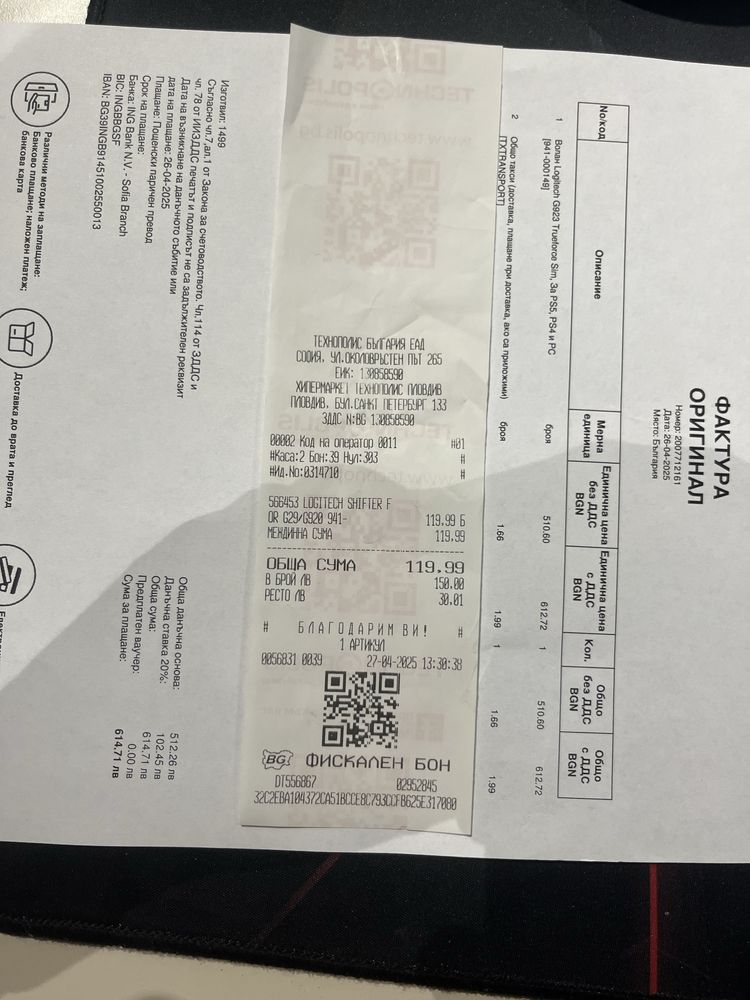 ФАКТУРА
ОРИГИНАЛ
Номер: 2007712161
Дата: 26-04-2025
Място: България
№код Описание Мерна единица Единична цена без ДДС BGN Единична цена с ДДС BGN Кол. Общо без ДДС BGN Общо с ДДС BGN
1 Волан Logitech G923 Trueforce Sim, За PS5, PS4 и PC броя 510.60 612.72 1 510.60 612.72
[941-000149]
2 Общо такси (доставка, плащане при доставка, ако са приложими) броя 1.66 1.99 1 1.66 1.99
[TXTRANSPORT]
ТЕХНОПОЛИС БЪЛГАРИЯ ЕАД
СОФИЯ, УЛ.ОКОЛОВРЪСТЕН ПЪТ 265
ЕИК: 130858590
ХИПЕРМАРКЕТ ТЕХНОПОЛИС ПЛОВДИВ
ПЛОВДИВ, БУЛ.САНКТ ПЕТЕРБУРГ 133
ЗДДС N:BG 130858590
00002 Код на оператор 0011 #01
#Каса:2 Бон:39 Нул:303 #
#Ид.No:0314710 #
566453 LOGITECH SHIFTER F
OR G29/G920 941- 119.99 Б
МЕЖДИННА СУМА 119.99
ОБЩА СУМА 119.99
В БРОЙ ЛВ 150.00
РЕСТО ЛВ 30.01
# БЛАГОДАРИМ ВИ! #
1 АРТИКУЛ
0056831 0039 27-04-2025 13:30:39
BG ФИСКАЛЕН БОН
DT556867 02952845
32C2EBA104372CA51BCCE8C793CCFB625E317080
Изготвил: 1499
Съгласно чл.7,ал.1 от Закона за счетоводството. Чл.114 от ЗДДС и
чл. 78 от ИИЗДДС печатът и подписът не са задължителен реквизит
Дата на възникване на данъчното събитие или
дата на плащане: 26-04-2025
Плащане: Пощенски паричен превод
Срок на плащане:
Банка: ING Bank N.V. - Sofia Branch
BIC: INGBBGSF
IBAN: BG39INGB91451002550013
Обща данъчна основа: 512.26 лв
Данъчна ставка 20%: 102.45 лв
Обща сума: 614.71 лв
Предплатен ваучер: 0.00 лв
Сума за плащане: 614.71 лв
Различни методи на заплащане:
Банково плащане; наложен платеж;
банкова карта
Доставка до врата и преглед